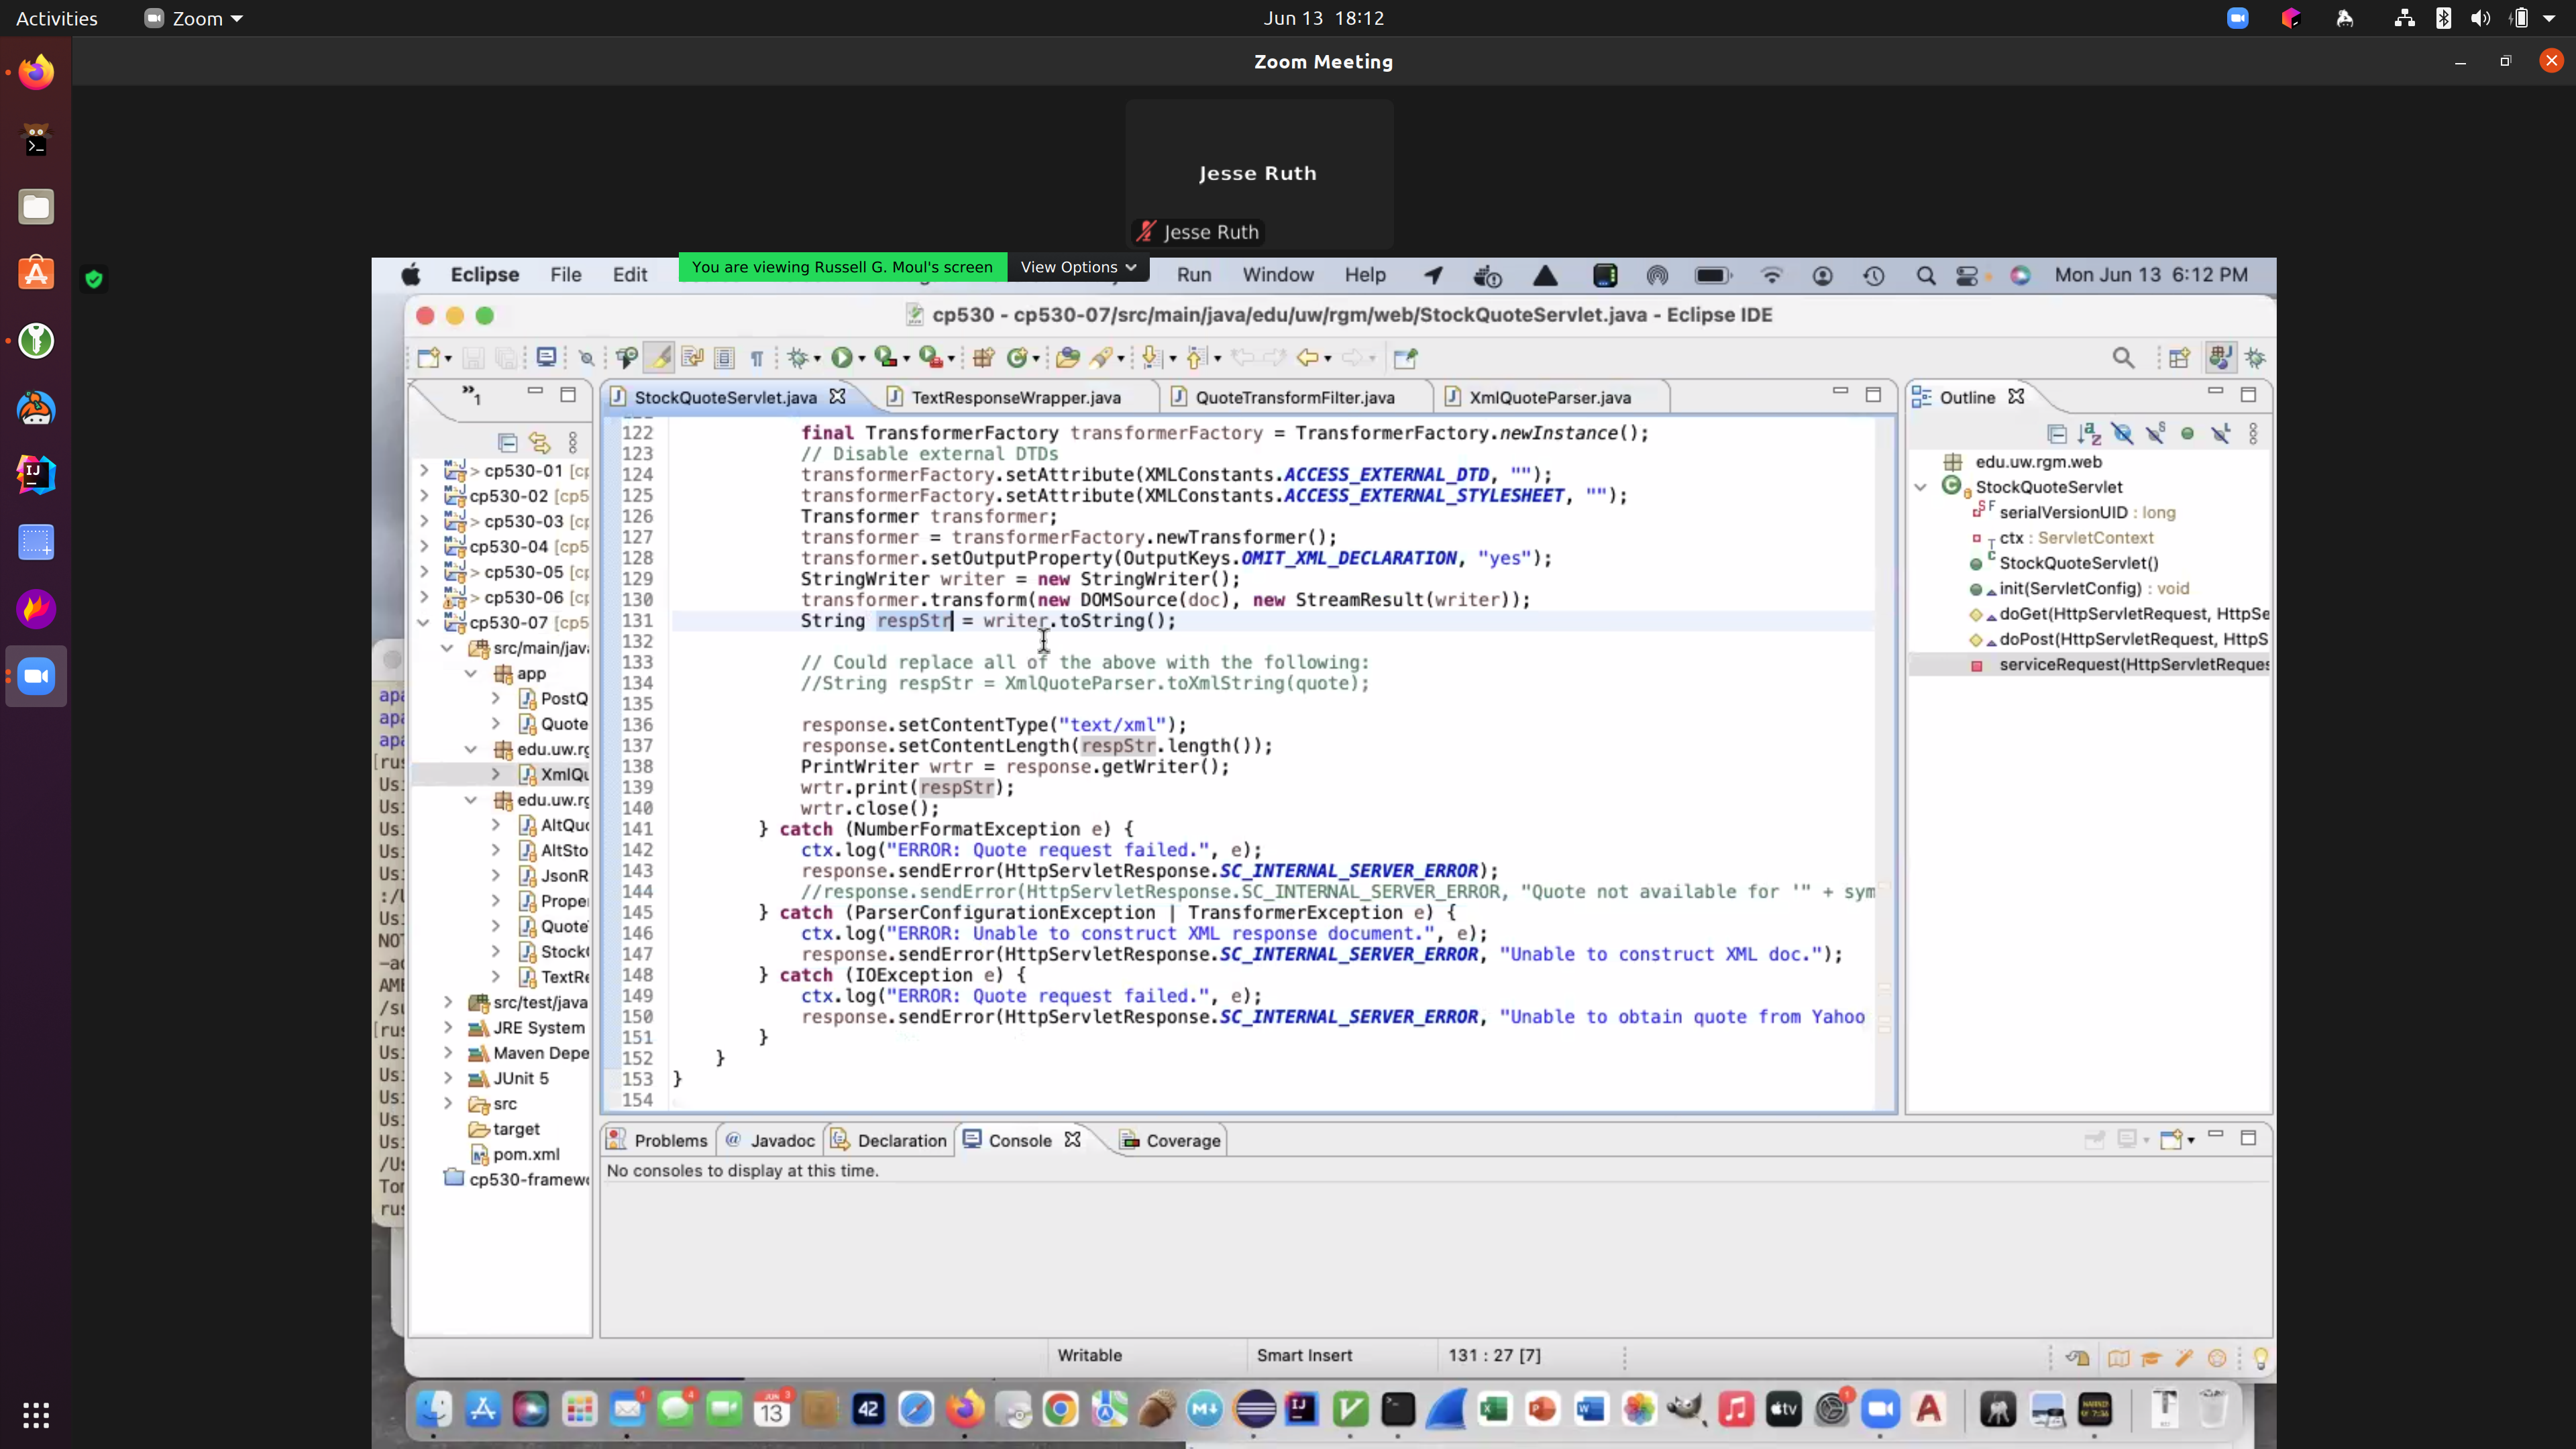 Activities
Zoom
Jun 13 18:12
Zoom Meeting
Jesse Ruth
Jesse Ruth
You are viewing Russell G. Moul's screen
View Options
Eclipse File Edit
Run Window Help
Mon Jun 13 6:12 PM
cp530 - cp530-07/src/main/java/edu/uw/rgm/web/StockQuoteServlet.java - Eclipse IDE
StockQuoteServlet.java
TextResponseWrapper.java
QuoteTransformFilter.java
XmlQuoteParser.java
122 final TransformerFactory transformerFactory = TransformerFactory.newInstance();
123 // Disable external DTDs
124 transformerFactory.setAttribute(XMLConstants.ACCESS_EXTERNAL_DTD, "");
125 transformerFactory.setAttribute(XMLConstants.ACCESS_EXTERNAL_STYLESHEET, "");
126 Transformer transformer;
127 transformer = transformerFactory.newTransformer();
128 transformer.setOutputProperty(OutputKeys.OMIT_XML_DECLARATION, "yes");
129 StringWriter writer = new StringWriter();
130 transformer.transform(new DOMSource(doc), new StreamResult(writer));
131 String respStr = writer.toString();
132
133 // Could replace all of the above with the following:
134 //String respStr = XmlQuoteParser.toXmlString(quote);
135
136 response.setContentType("text/xml");
137 response.setContentLength(respStr.length());
138 PrintWriter wrtr = response.getWriter();
139 wrtr.print(respStr);
140 wrtr.close();
141 } catch (NumberFormatException e) {
142 ctx.log("ERROR: Quote request failed.", e);
143 response.sendError(HttpServletResponse.SC_INTERNAL_SERVER_ERROR);
144 //response.sendError(HttpServletResponse.SC_INTERNAL_SERVER_ERROR, "Quote not available for '" + sym
145 } catch (ParserConfigurationException | TransformerException e) {
146 ctx.log("ERROR: Unable to construct XML response document.", e);
147 response.sendError(HttpServletResponse.SC_INTERNAL_SERVER_ERROR, "Unable to construct XML doc.");
148 } catch (IOException e) {
149 ctx.log("ERROR: Quote request failed.", e);
150 response.sendError(HttpServletResponse.SC_INTERNAL_SERVER_ERROR, "Unable to obtain quote from Yahoo
151 }
152 }
153 }
154
> cp530-01 [cp
cp530-02 [cp5
> cp530-03 [cp
cp530-04 [cp5
> cp530-05 [cp
> cp530-06 [cp
cp530-07 [cp5
src/main/java
app
PostQ
Quote
edu.uw.rg
XmlQu
edu.uw.rg
AltQuo
AltSto
JsonR
Prope
Quote
Stock
TextRe
src/test/java
JRE System
Maven Depe
JUnit 5
src
target
pom.xml
cp530-framew
Outline
edu.uw.rgm.web
StockQuoteServlet
serialVersionUID : long
ctx : ServletContext
StockQuoteServlet()
init(ServletConfig) : void
doGet(HttpServletRequest, HttpSe
doPost(HttpServletRequest, HttpS
serviceRequest(HttpServletReques
Problems
Javadoc
Declaration
Console
Coverage
No consoles to display at this time.
Writable
Smart Insert
131 : 27 [7]